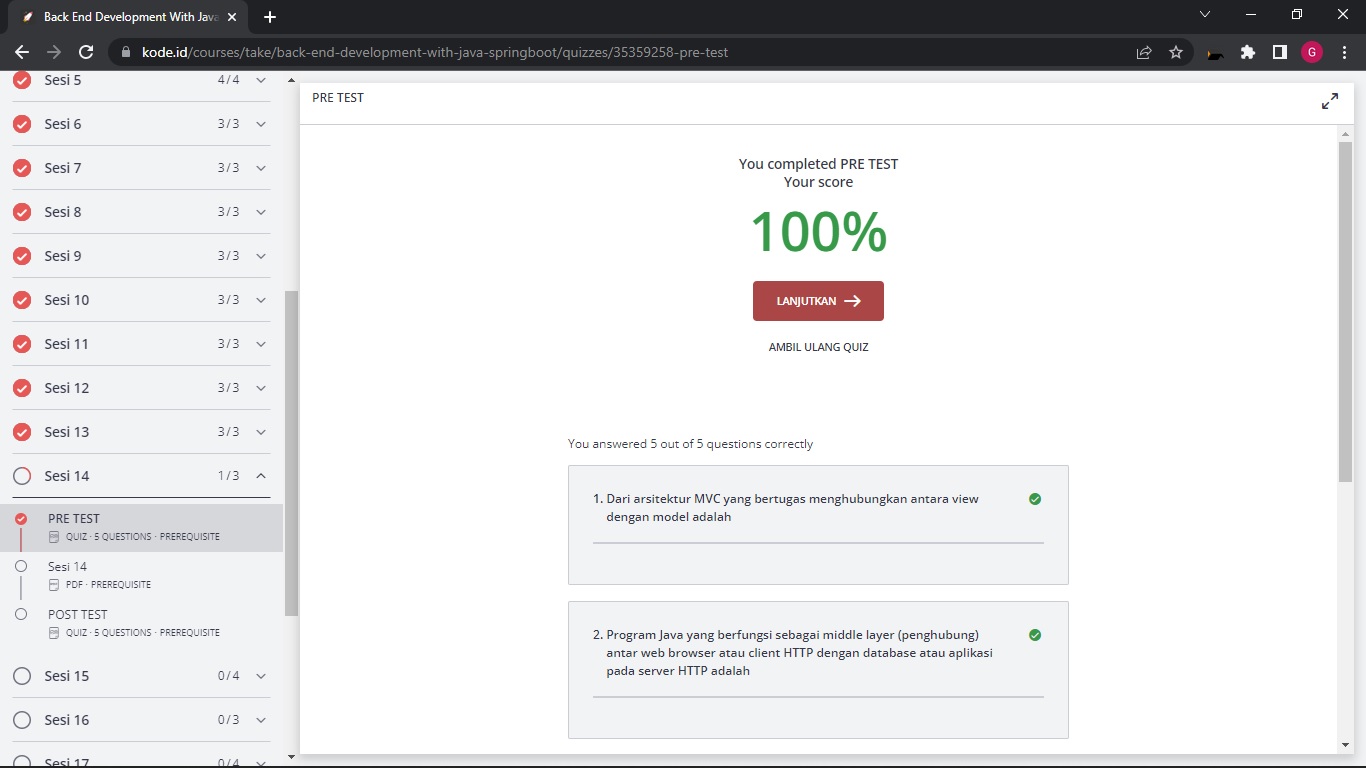 Back End Development With Java
kode.id/courses/take/back-end-development-with-java-springboot/quizzes/35359258-pre-test
G
Sesi 5 4 / 4
Sesi 6 3 / 3
Sesi 7 3 / 3
Sesi 8 3 / 3
Sesi 9 3 / 3
Sesi 10 3 / 3
Sesi 11 3 / 3
Sesi 12 3 / 3
Sesi 13 3 / 3
Sesi 14 1 / 3
PRE TEST
QUIZ · 5 QUESTIONS · PREREQUISITE
Sesi 14
PDF · PREREQUISITE
POST TEST
QUIZ · 5 QUESTIONS · PREREQUISITE
Sesi 15 0 / 4
Sesi 16 0 / 3
Sesi 17 0 / 4
PRE TEST
You completed PRE TEST
Your score
100%
LANJUTKAN
AMBIL ULANG QUIZ
You answered 5 out of 5 questions correctly
1. Dari arsitektur MVC yang bertugas menghubungkan antara view
dengan model adalah
2. Program Java yang berfungsi sebagai middle layer (penghubung)
antar web browser atau client HTTP dengan database atau aplikasi
pada server HTTP adalah